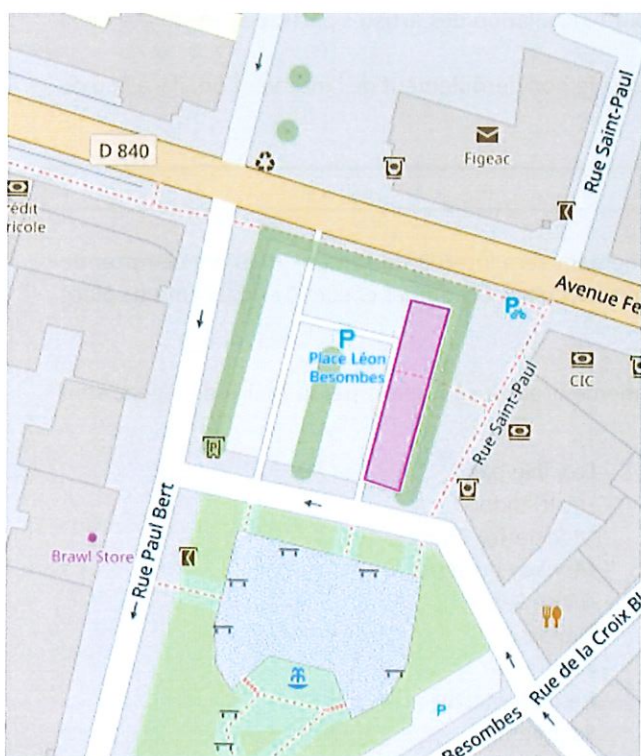 D 840
Figeac
Rue Saint-Paul
rédit
ricole
Avenue Fe
P
P
Place Léon
Besombes
CIC
Rue Saint-Paul
P
Rue Paul Bert
Brawl Store
Rue de la Croix Bl
P
Besombes